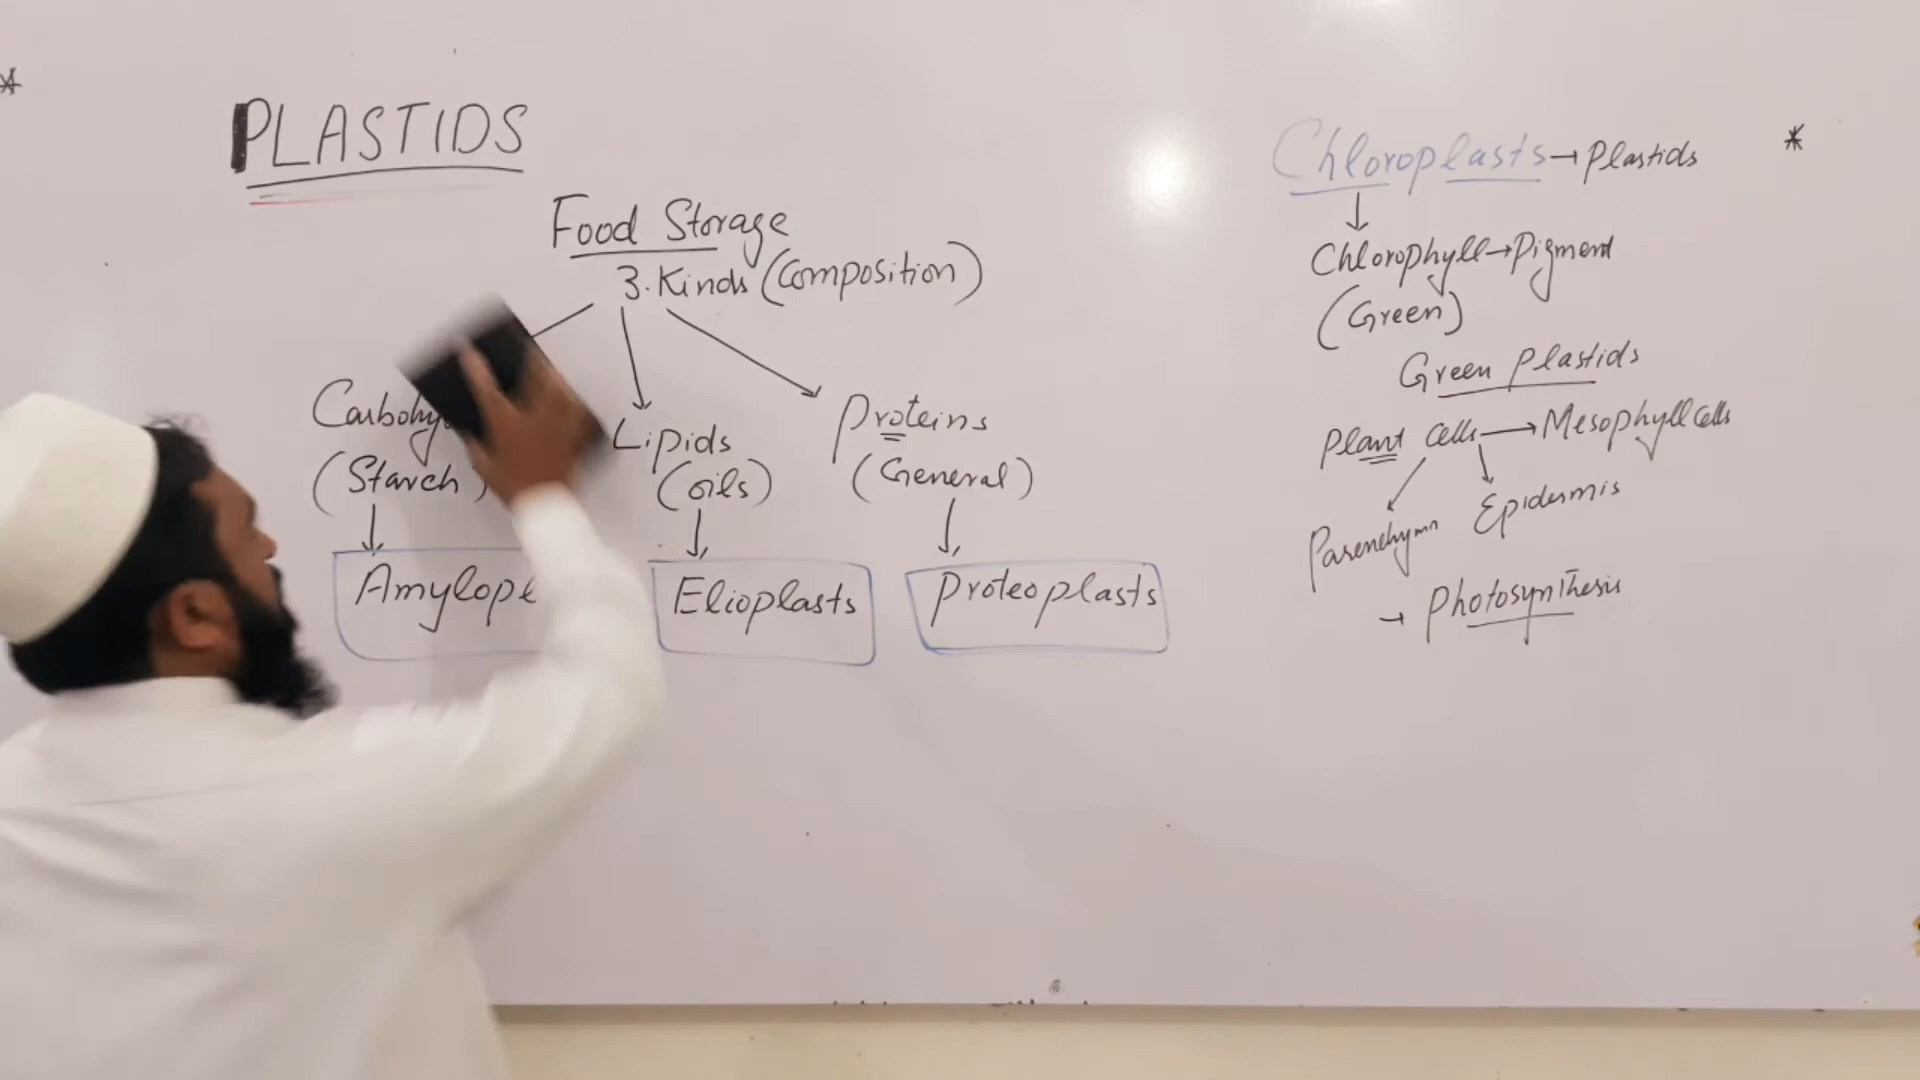 PLASTIDS
Food Storage
3. Kinds (Composition)
Carbohy
(Starch)
Amylopl
Lipids
(oils)
Elioplasts
Proteins
(General)
Proteoplasts
Chloroplasts → Plastids
Chlorophyll → Pigment
(Green)
Green Plastids
Plant Cells → Mesophyll Cells
Parenchymn Epidermis
→ Photosynthesis